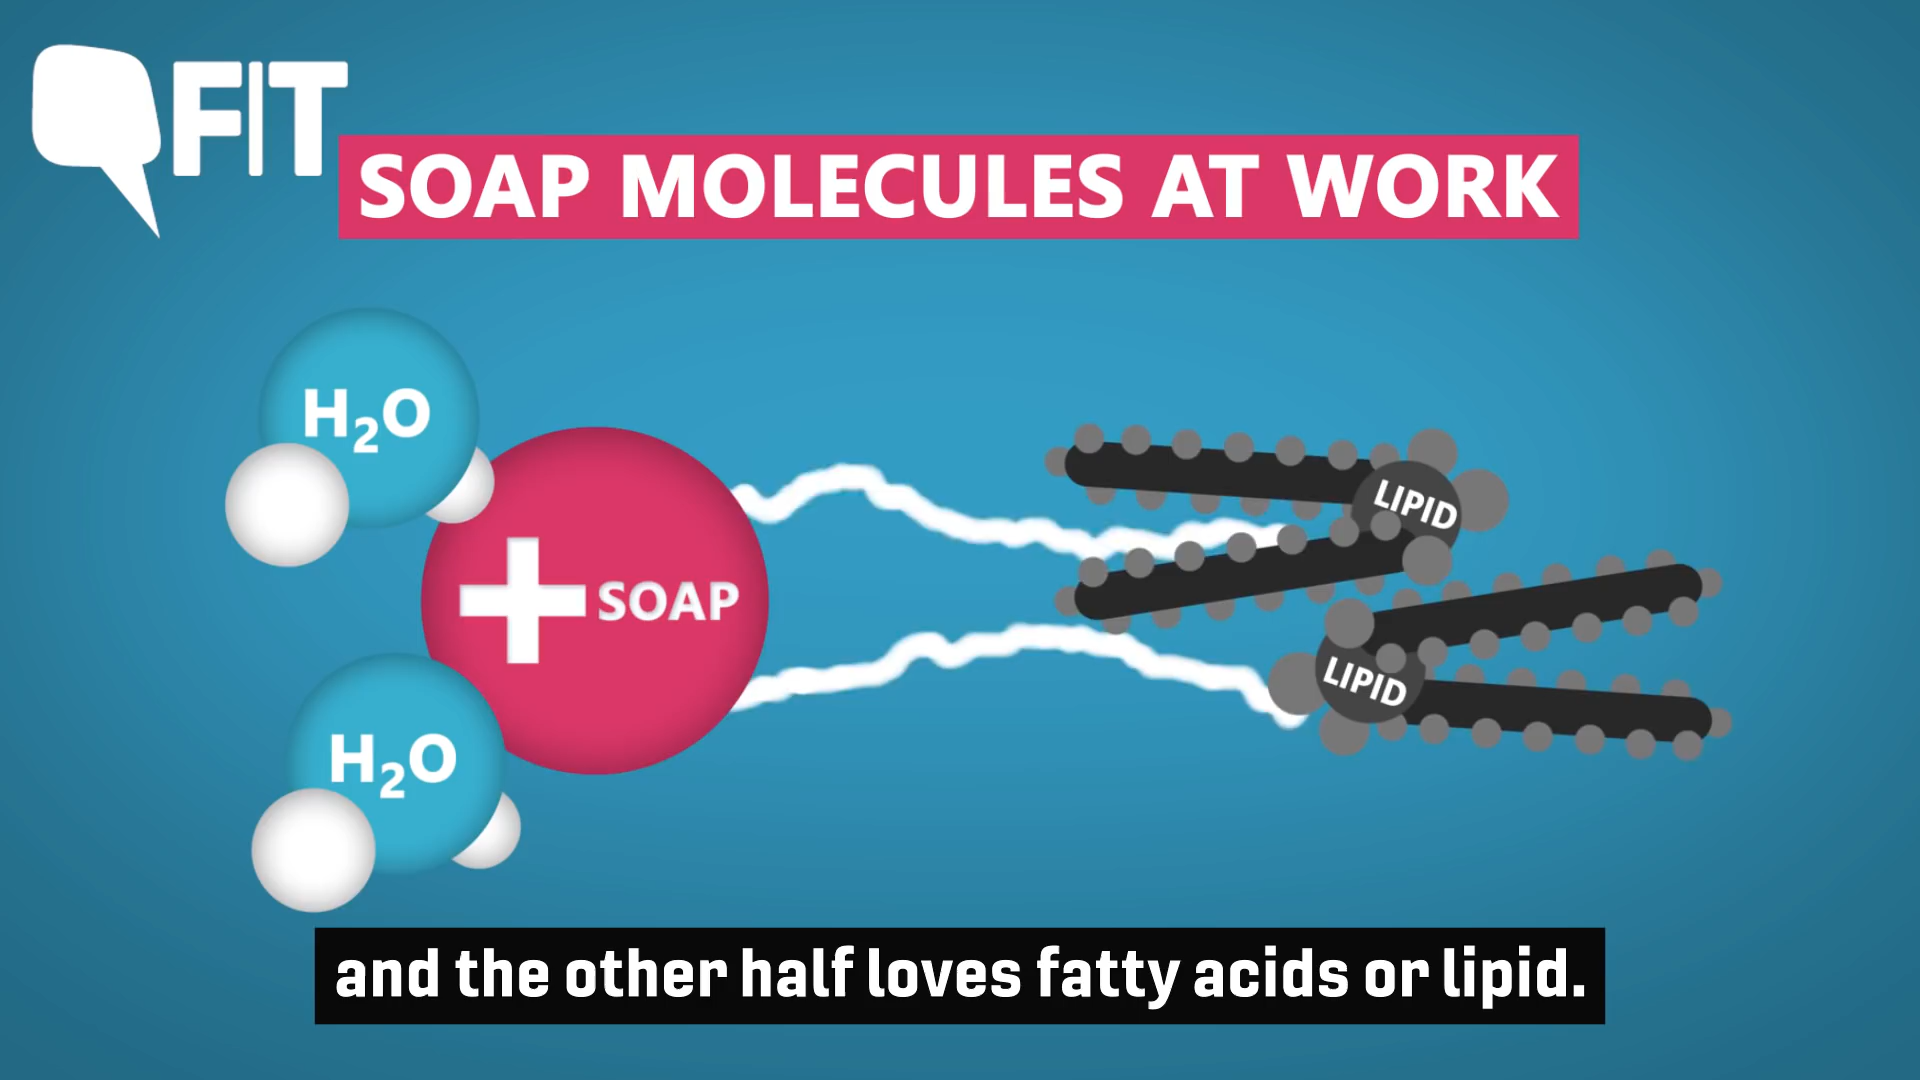 FIT
SOAP MOLECULES AT WORK
H₂O
LIPID
SOAP
LIPID
H₂O
and the other half loves fatty acids or lipid.